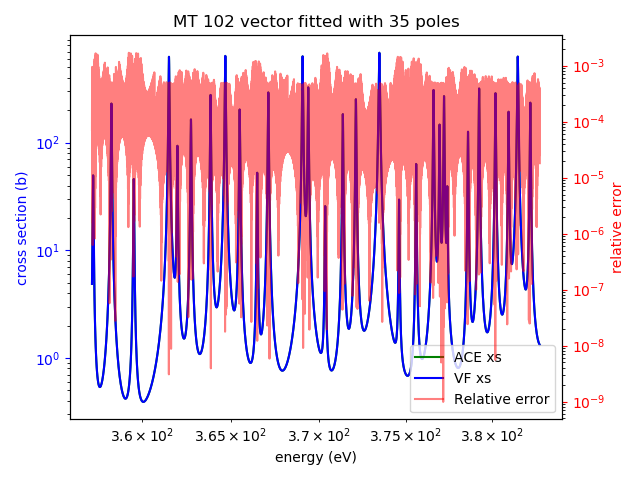 MT 102 vector fitted with 35 poles
10²
10¹
10⁰
cross section (b)
10⁻³
10⁻⁴
10⁻⁵
10⁻⁶
10⁻⁷
10⁻⁸
10⁻⁹
relative error
ACE xs
VF xs
Relative error
3.6 × 10² 3.65 × 10² 3.7 × 10² 3.75 × 10² 3.8 × 10²
energy (eV)